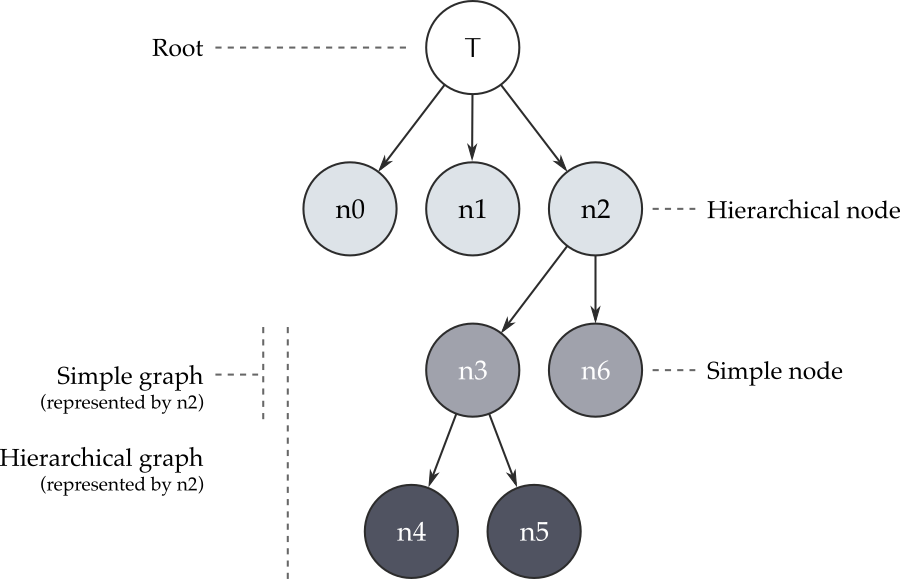 Root
T
n0
n1
n2
Hierarchical node
Simple graph
(represented by n2)
n3
n6
Simple node
Hierarchical graph
(represented by n2)
n4
n5